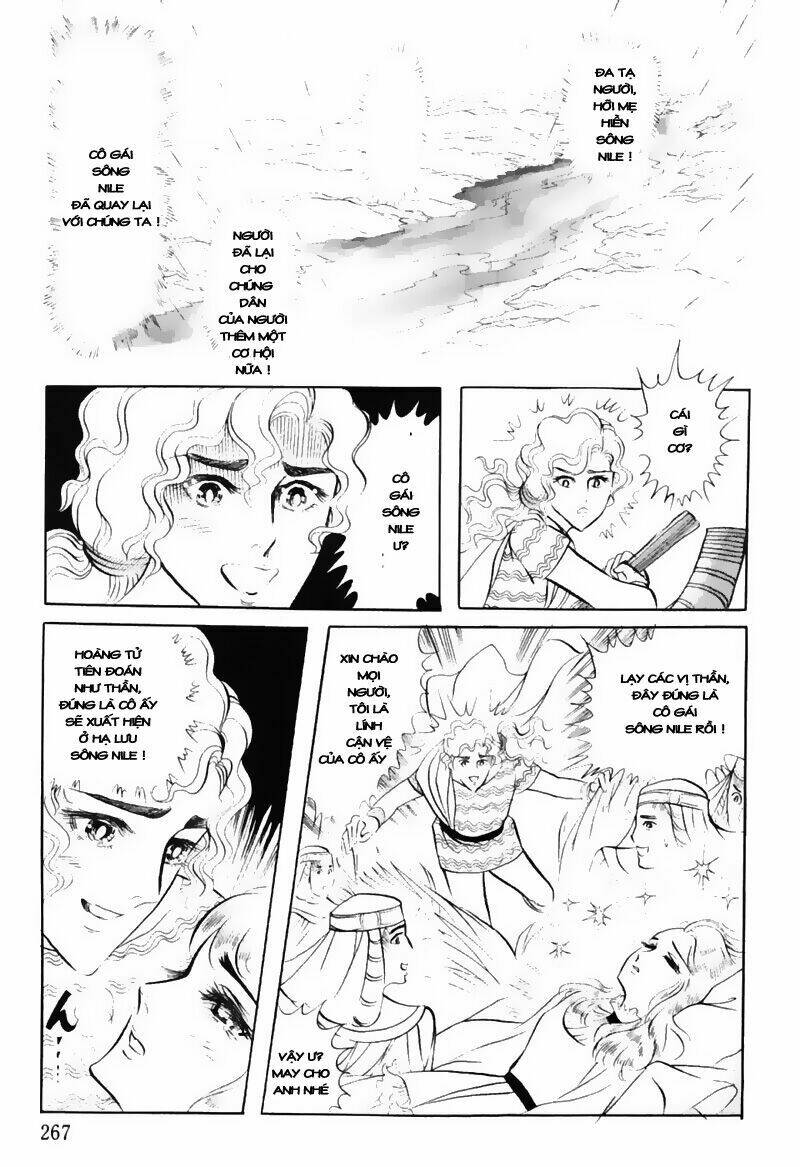 ĐA TẠ
NGƯỜI,
HỠI MẸ
HIỀN
SÔNG
NILE !
NGƯỜI
ĐÃ LẠI
CHO
CHÚNG
DÂN
CỦA NGƯỜI
THÊM MỘT
CƠ HỘI
NỮA !
CÔ GÁI
SÔNG
NILE
ĐÃ QUAY LẠI
VỚI CHÚNG TA !
CÁI
GÌ
CƠ?
CÔ
GÁI
SÔNG
NILE
Ư?
LẠY CÁC VỊ THẦN,
ĐÂY ĐÚNG LÀ
CÔ GÁI
SÔNG NILE RỒI !
XIN CHÀO
MỌI
NGƯỜI,
TÔI LÀ
LÍNH
CẬN VỆ
CỦA CÔ ẤY
VẬY Ư?
MAY CHO
ANH NHÉ
HOÀNG TỬ
TIÊN ĐOÁN
NHƯ THẦN,
ĐÚNG LÀ CÔ ẤY
SẼ XUẤT HIỆN
Ở HẠ LƯU
SÔNG NILE !
ん…
267